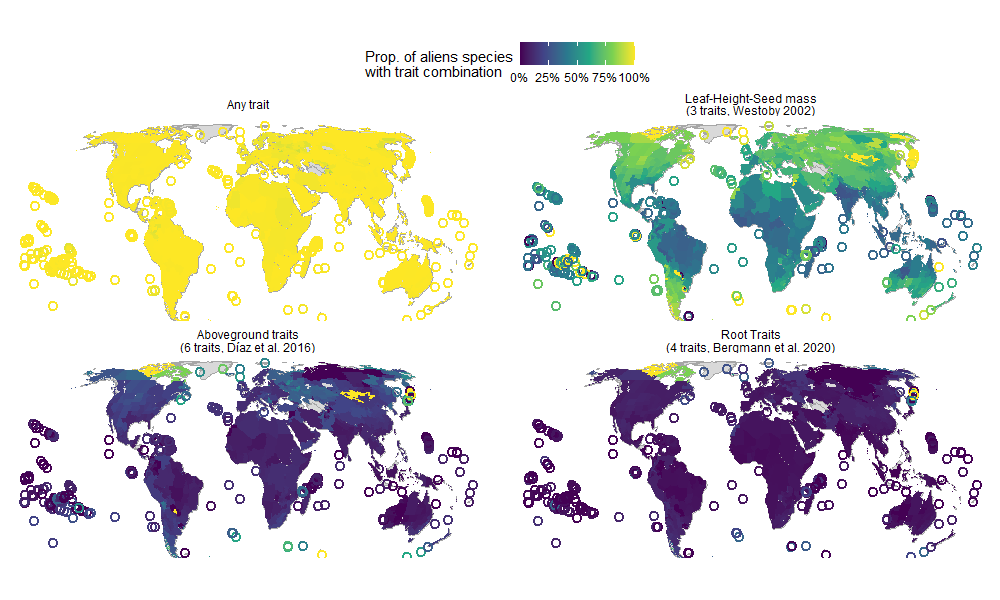 Prop. of aliens species
with trait combination
0% 25% 50% 75% 100%
Any trait
Leaf-Height-Seed mass
(3 traits, Westoby 2002)
Aboveground traits
(6 traits, Díaz et al. 2016)
Root Traits
(4 traits, Bergmann et al. 2020)